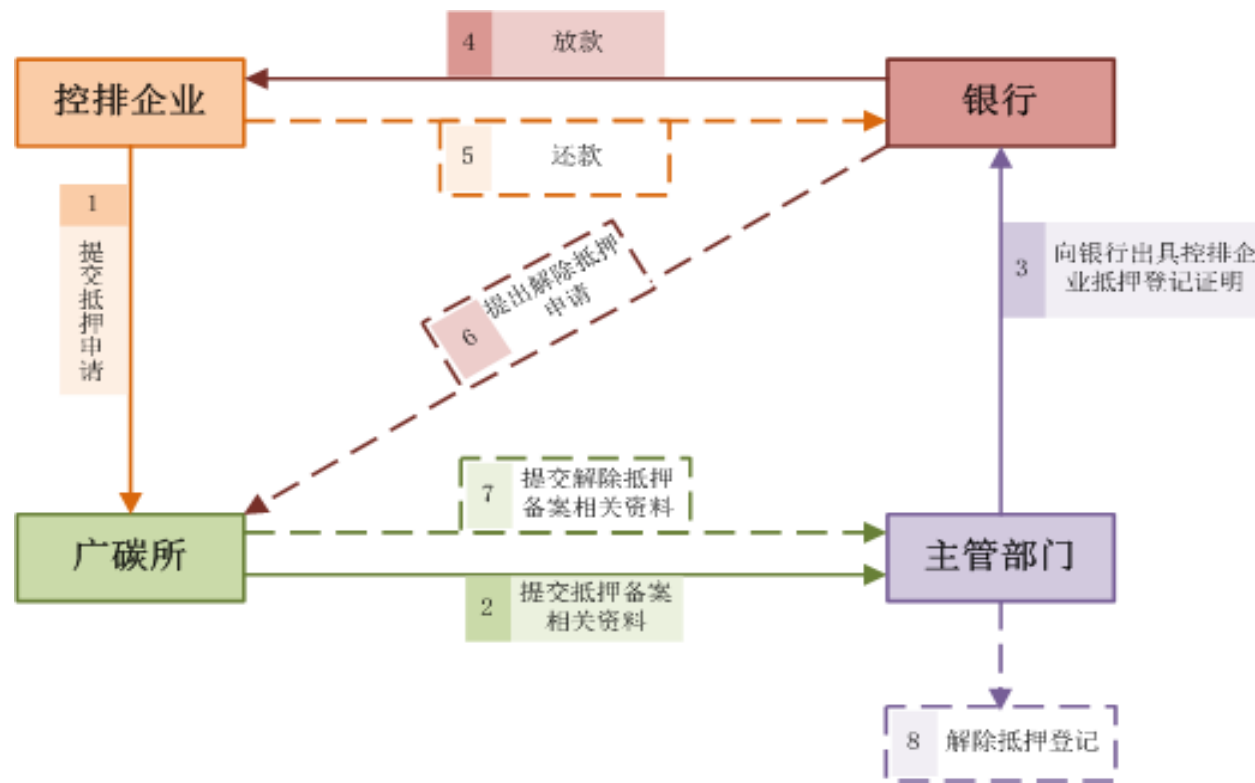 4 放款
控排企业
银行
5 还款
1
提交抵押申请
3 向银行出具控排企
业抵押登记证明
6 提出解除抵押
申请
7 提交解除抵押
备案相关资料
广碳所
主管部门
2 提交抵押备案
相关资料
8 解除抵押登记